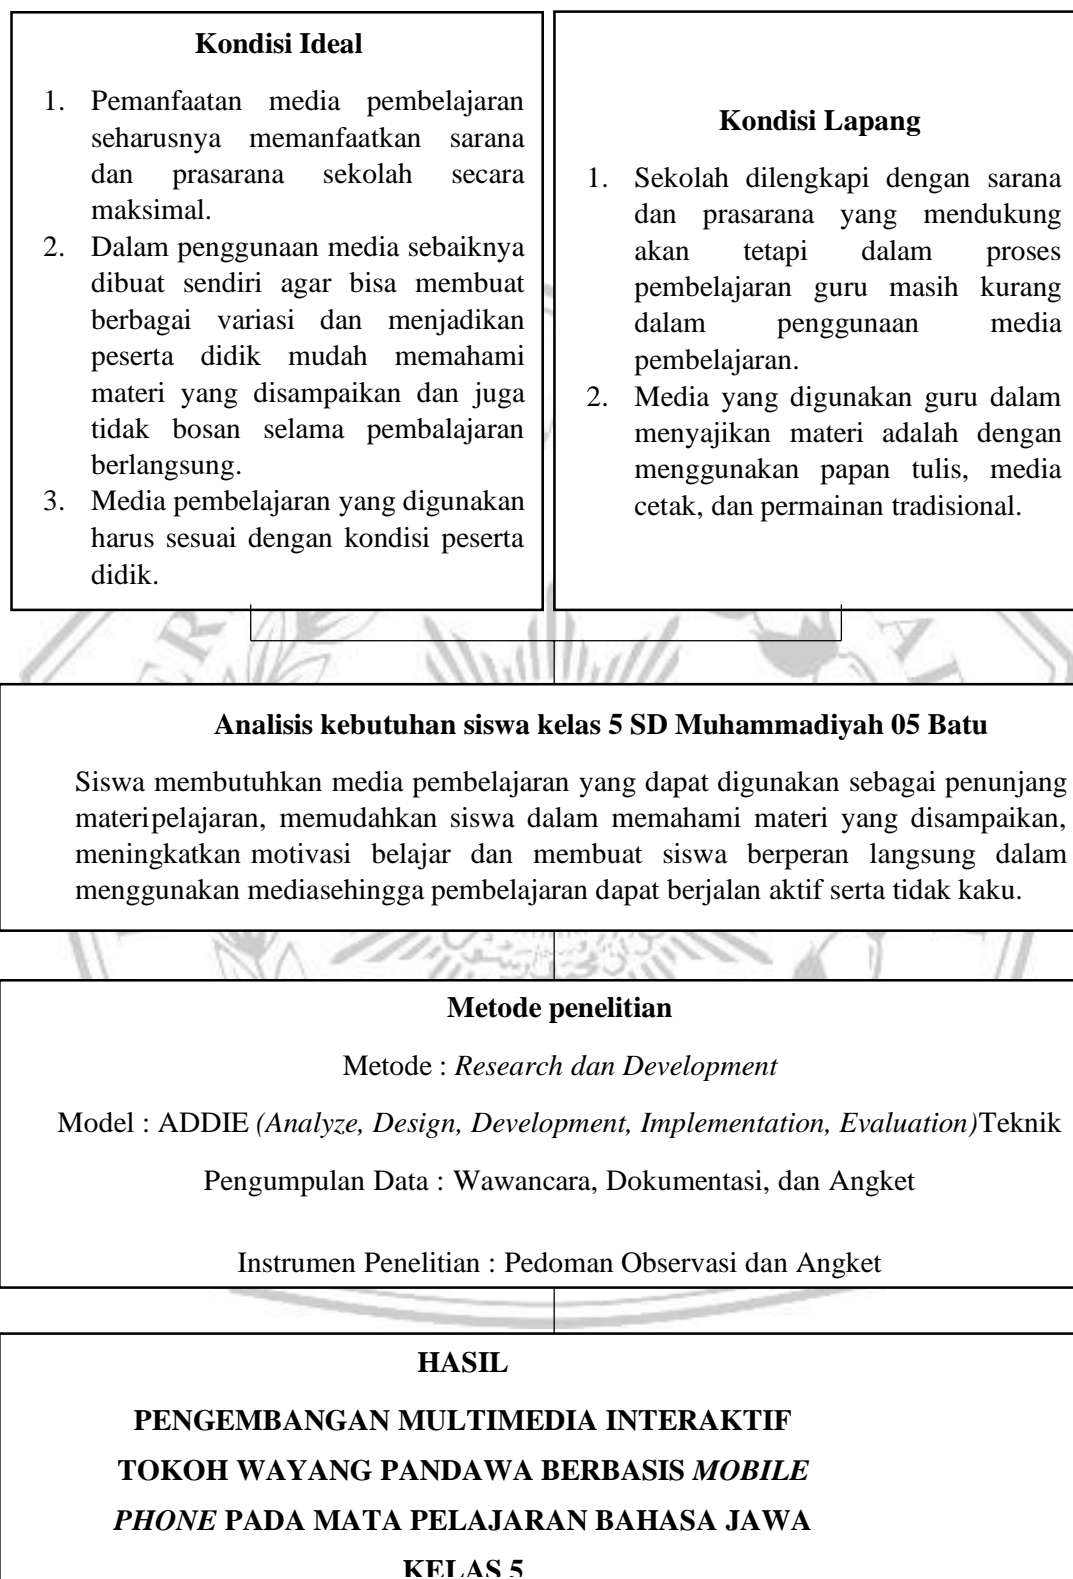 Kondisi Ideal
1. Pemanfaatan media pembelajaran
seharusnya memanfaatkan sarana
dan prasarana sekolah secara
maksimal.
2. Dalam penggunaan media sebaiknya
dibuat sendiri agar bisa membuat
berbagai variasi dan menjadikan
peserta didik mudah memahami
materi yang disampaikan dan juga
tidak bosan selama pembalajaran
berlangsung.
3. Media pembelajaran yang digunakan
harus sesuai dengan kondisi peserta
didik.
Kondisi Lapang
1. Sekolah dilengkapi dengan sarana
dan prasarana yang mendukung
akan tetapi dalam proses
pembelajaran guru masih kurang
dalam penggunaan media
pembelajaran.
2. Media yang digunakan guru dalam
menyajikan materi adalah dengan
menggunakan papan tulis, media
cetak, dan permainan tradisional.
Analisis kebutuhan siswa kelas 5 SD Muhammadiyah 05 Batu
Siswa membutuhkan media pembelajaran yang dapat digunakan sebagai penunjang
materipelajaran, memudahkan siswa dalam memahami materi yang disampaikan,
meningkatkan motivasi belajar dan membuat siswa berperan langsung dalam
menggunakan mediasehingga pembelajaran dapat berjalan aktif serta tidak kaku.
Metode penelitian
Metode : Research dan Development
Model : ADDIE (Analyze, Design, Development, Implementation, Evaluation)Teknik
Pengumpulan Data : Wawancara, Dokumentasi, dan Angket
Instrumen Penelitian : Pedoman Observasi dan Angket
HASIL
PENGEMBANGAN MULTIMEDIA INTERAKTIF
TOKOH WAYANG PANDAWA BERBASIS MOBILE
PHONE PADA MATA PELAJARAN BAHASA JAWA
KELAS 5